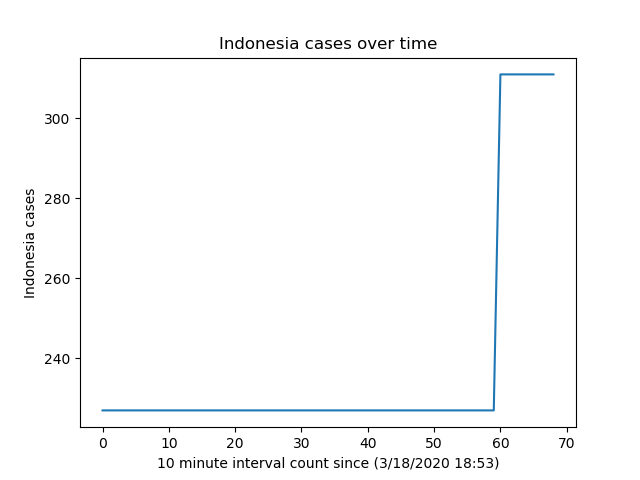 Indonesia cases over time
Indonesia cases
300
280
260
240
0 10 20 30 40 50 60 70
10 minute interval count since (3/18/2020 18:53)